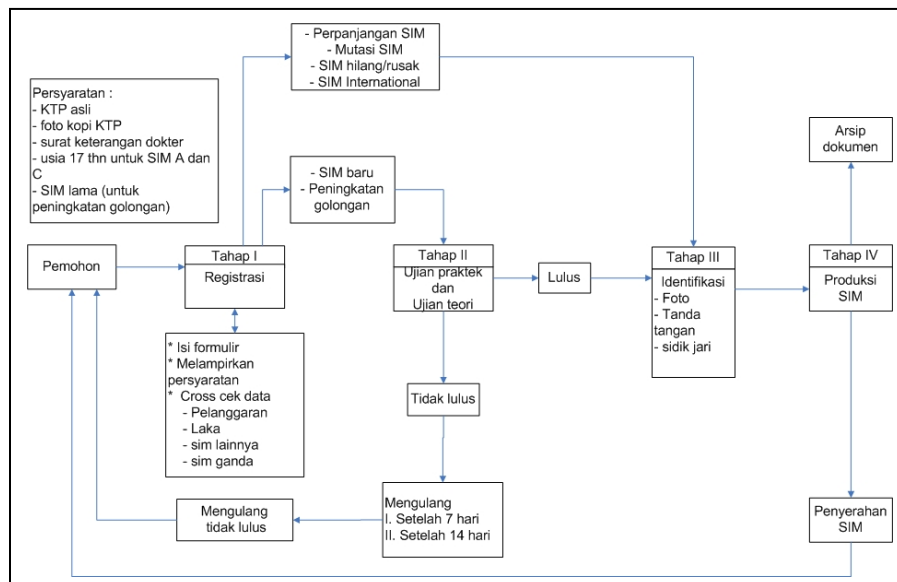 - Perpanjangan SIM
- Mutasi SIM
- SIM hilang/rusak
- SIM International
Persyaratan :
- KTP asli
- foto kopi KTP
- surat keterangan dokter
- usia 17 thn untuk SIM A dan
C
- SIM lama (untuk
peningkatan golongan)
Arsip
dokumen
- SIM baru
- Peningkatan
golongan
Pemohon
Tahap I
Registrasi
Tahap II
Ujian praktek
dan
Ujian teori
Lulus
Tahap III
Identifikasi
- Foto
- Tanda
tangan
- sidik jari
Tahap IV
Produksi
SIM
* Isi formulir
* Melampirkan
persyaratan
* Cross cek data
- Pelanggaran
- Laka
- sim lainnya
- sim ganda
Tidak lulus
Mengulang
tidak lulus
Mengulang
I. Setelah 7 hari
II. Setelah 14 hari
Penyerahan
SIM